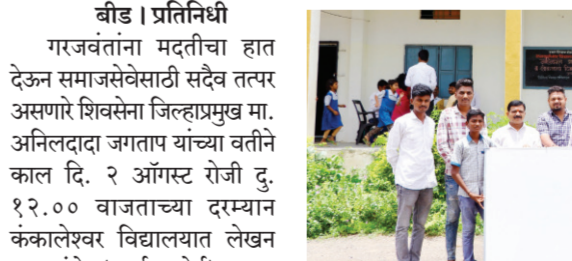 बीड । प्रतिनिधी
गरजवंतांना मदतीचा हात
देऊन समाजसेवेसाठी सदैव तत्पर
असणारे शिवसेना जिल्हाप्रमुख मा.
अनिलदादा जगताप यांच्या वतीने
काल दि. २ ऑगस्ट रोजी दु.
१२.०० वाजताच्या दरम्यान
कंकालेश्वर विद्यालयात लेखन